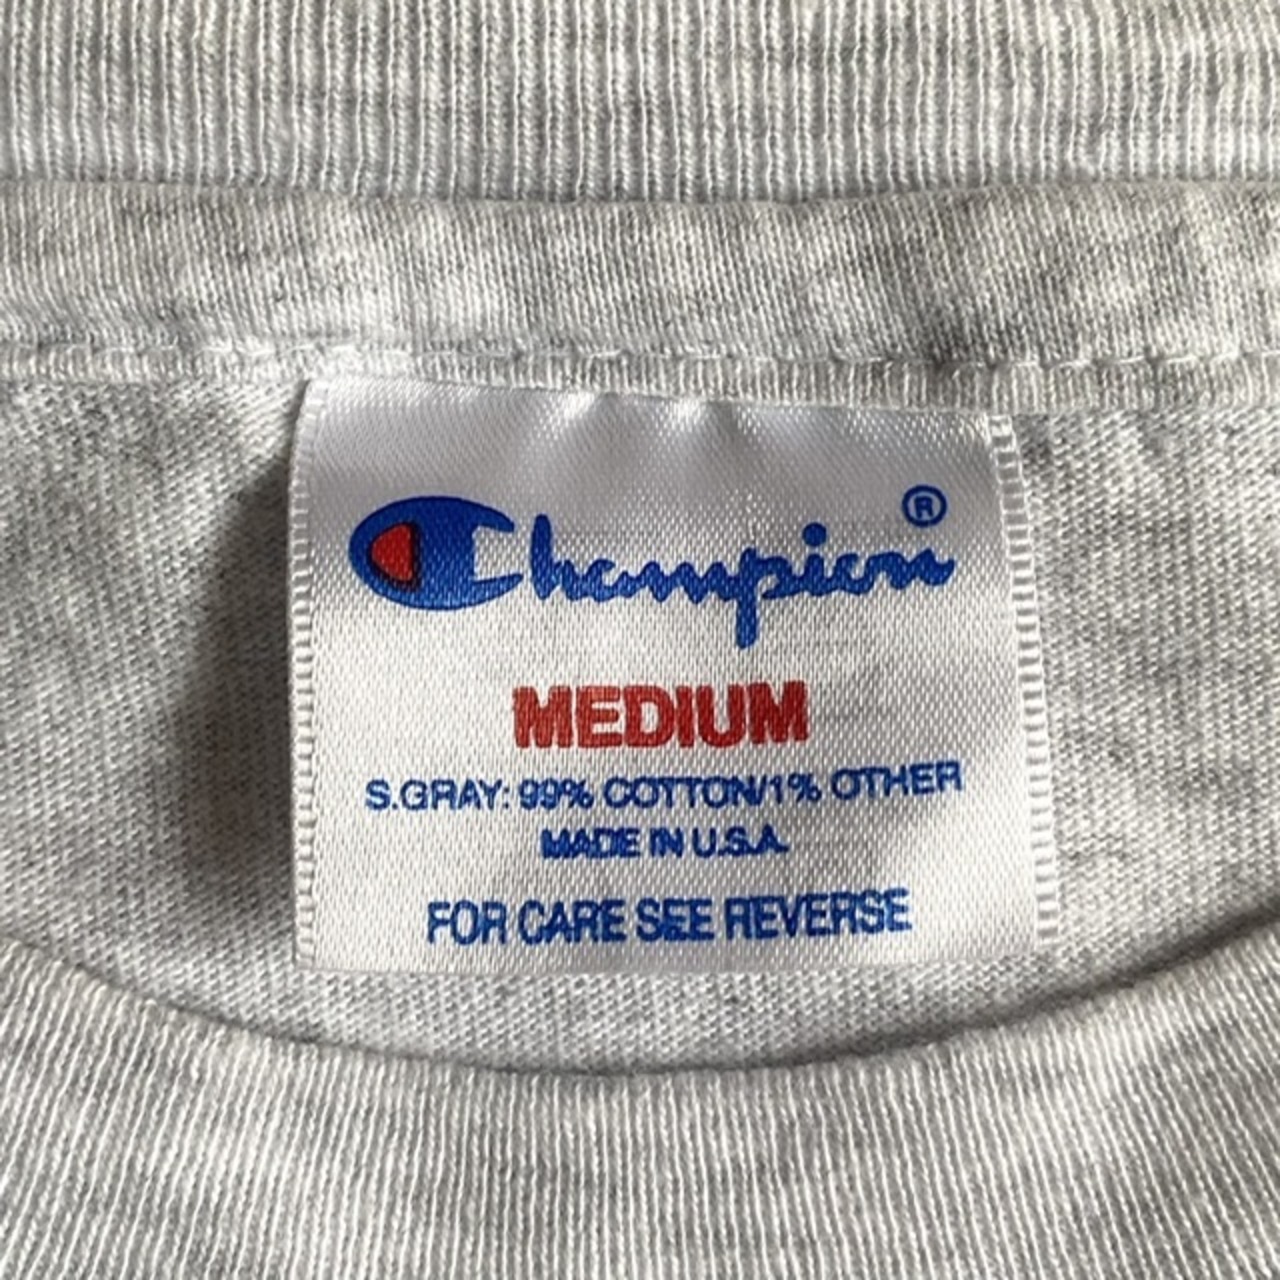 Champion®
MEDIUM
S.GRAY: 99% COTTON/1% OTHER
MADE IN U.S.A.
FOR CARE SEE REVERSE